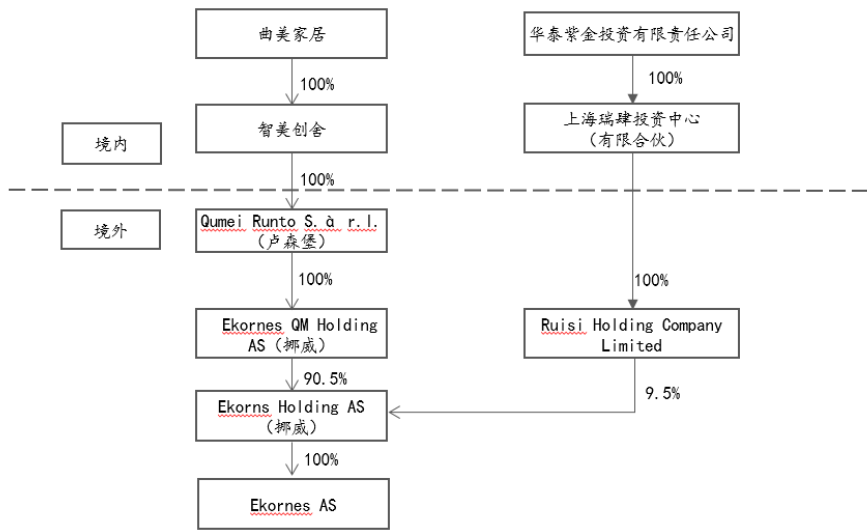 曲美家居
华泰紫金投资有限责任公司
100%
100%
境内
智美创舍
上海瑞肆投资中心
（有限合伙）
100%
境外
Qumei Runto S.à r.l.
（卢森堡）
100%
100%
Ekornes QM Holding
AS（挪威）
Ruisi Holding Company
Limited
90.5%
9.5%
Ekorns Holding AS
（挪威）
100%
Ekornes AS